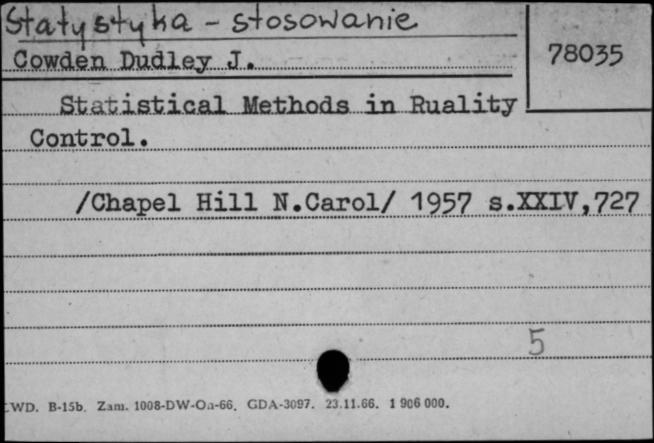 Statystyka - stosowanie
Cowden Dudley J.
78035
Statistical Methods in Ruality
Control.
/Chapel Hill N.Carol/ 1957 s.XXIV,727
5
LWD. B-15b. Zam. 1008-DW-Oa-66. GDA-3097. 23.11.66. 1 906 000.